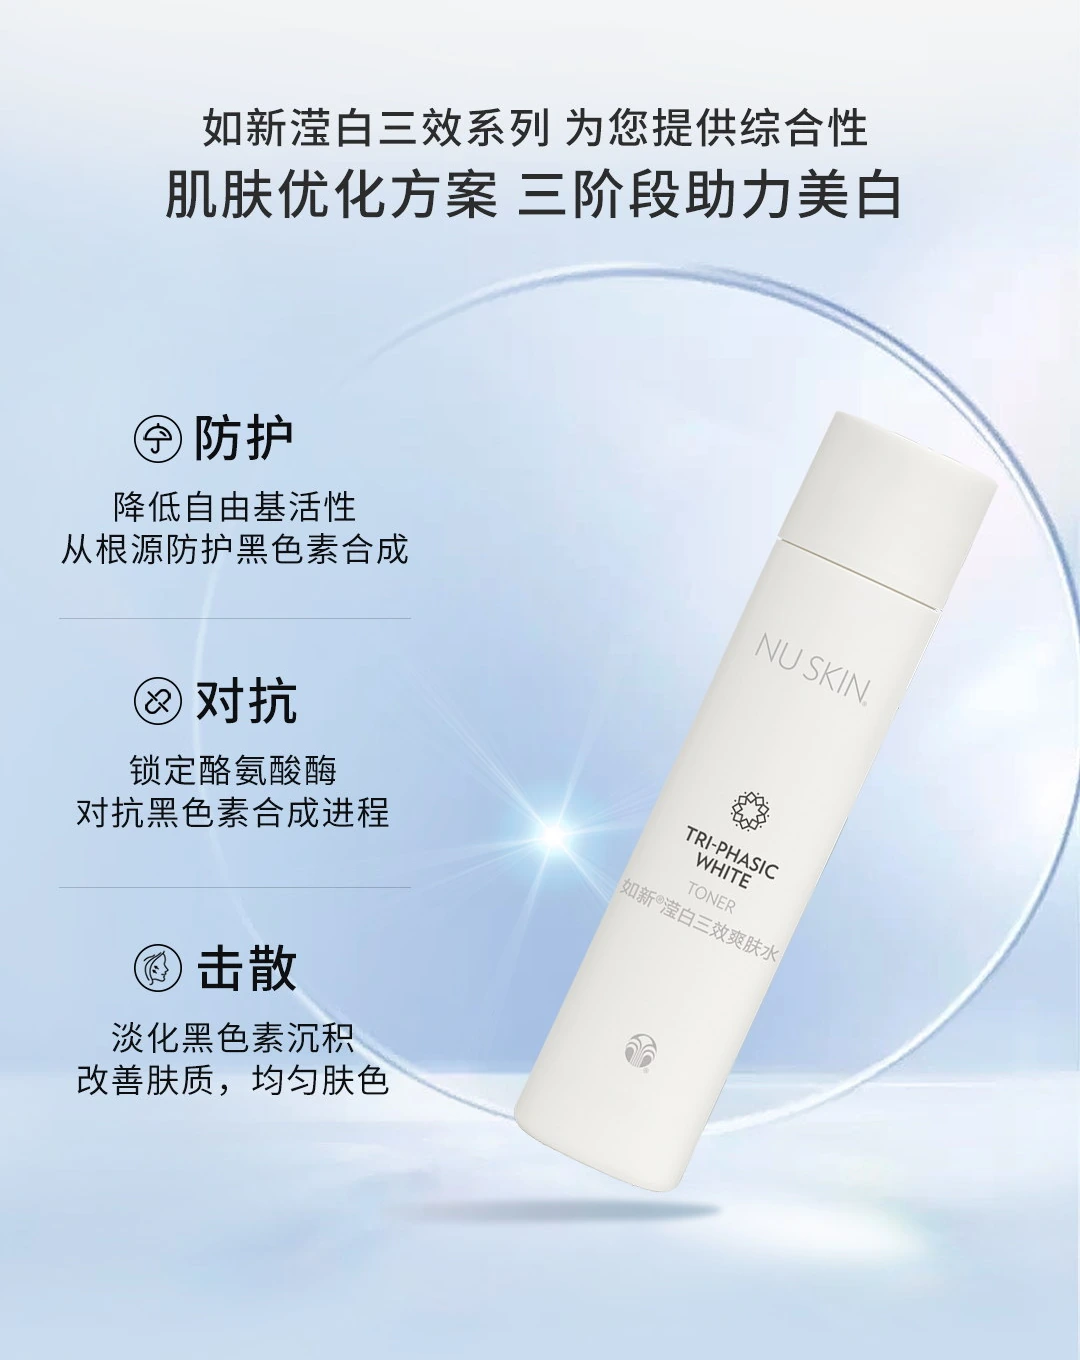 如新滢白三效系列 为您提供综合性
肌肤优化方案 三阶段助力美白
防护
降低自由基活性
从根源防护黑色素合成
对抗
锁定酪氨酸酶
对抗黑色素合成进程
击散
淡化黑色素沉积
改善肤质，均匀肤色
NU SKIN®
TRI-PHASIC
WHITE
TONER
如新®滢白三效爽肤水
®